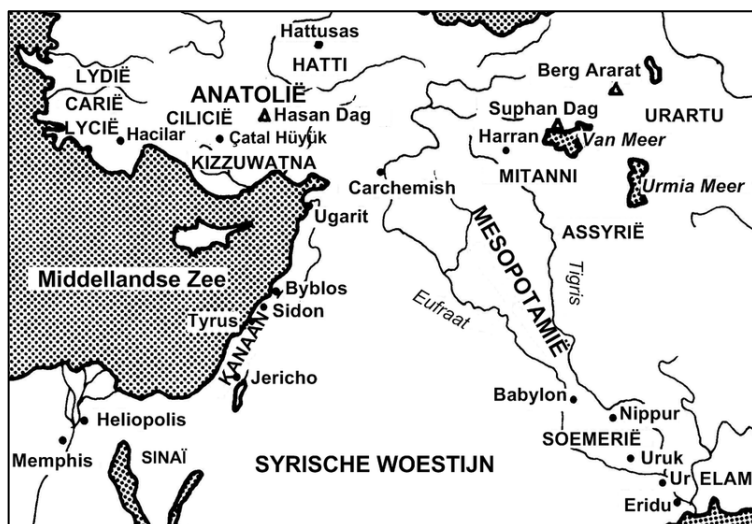 Hattusas
HATTI
LYDIË
CARIË
LYCIË
Hacilar
CILICIË
ANATOLIË
Hasan Dag
Çatal Hüyük
KIZZUWATNA
Berg Ararat
Suphan Dag
URARTU
Harran
Van Meer
MITANNI
Urmia Meer
Carchemish
Ugarit
ASSYRIË
MESOPOTAMIË
Tigris
Eufraat
Middellandse Zee
Byblos
Sidon
Tyrus
KANAÄN
Jericho
Babylon
Nippur
SOEMERIË
Uruk
Ur
ELAM
Eridu
Heliopolis
Memphis
SINAÏ
SYRISCHE WOESTIJN